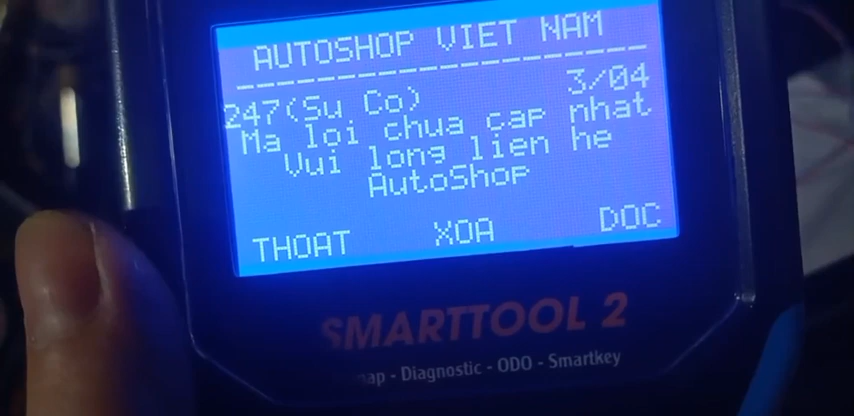 AUTOSHOP VIET NAM
247(Su Co) 3/04
Ma loi chua cap nhat
Vui long lien he
AutoShop
THOAT XOA DOC
SMARTTOOL 2
- Diagnostic - ODO - Smartkey